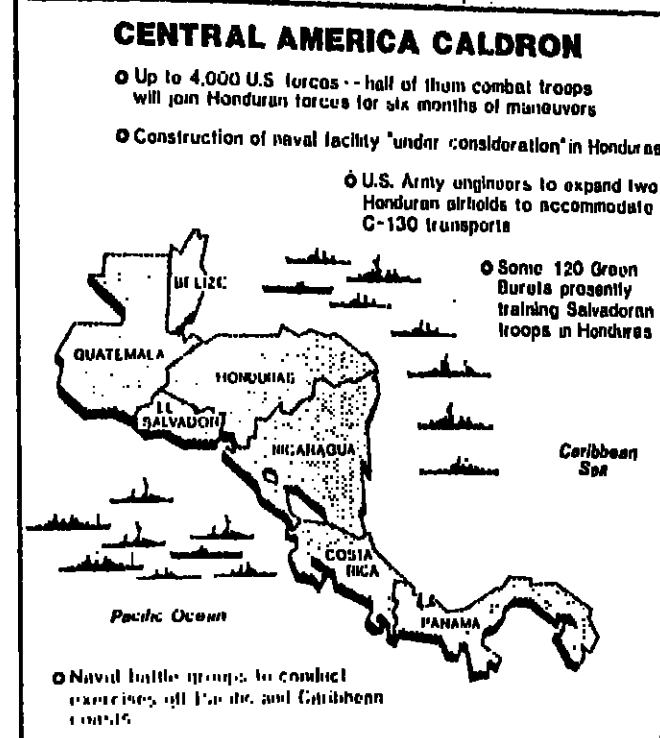 CENTRAL AMERICA CALDRON
Up to 4,000 U.S. forces -- half of them combat troops
will join Honduran forces for six months of maneuvers
Construction of naval facility "under consideration" in Honduras
U.S. Army engineers to expand two
Honduran airfields to accommodate
C-130 transports
Some 120 Green
Berets presently
training Salvadoran
troops in Honduras
BELIZE
GUATEMALA
HONDURAS
EL
SALVADOR
NICARAGUA
Caribbean
Sea
COSTA
RICA
PANAMA
Pacific Ocean
Naval battle groups to conduct
exercises off Pacific and Caribbean
coasts